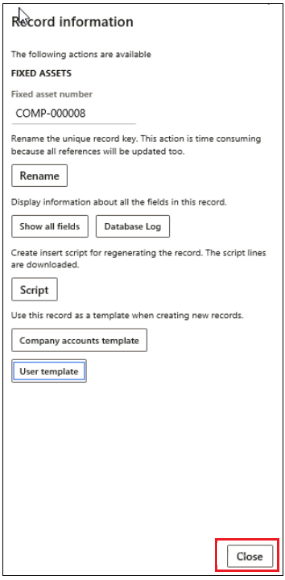 Record information
The following actions are available
FIXED ASSETS
Fixed asset number
COMP-000008
Rename the unique record key. This action is time consuming
because all references will be updated too.
Rename
Display information about all the fields in this record.
Show all fields Database Log
Create insert script for regenerating the record. The script lines
are downloaded.
Script
Use this record as a template when creating new records.
Company accounts template
User template
Close